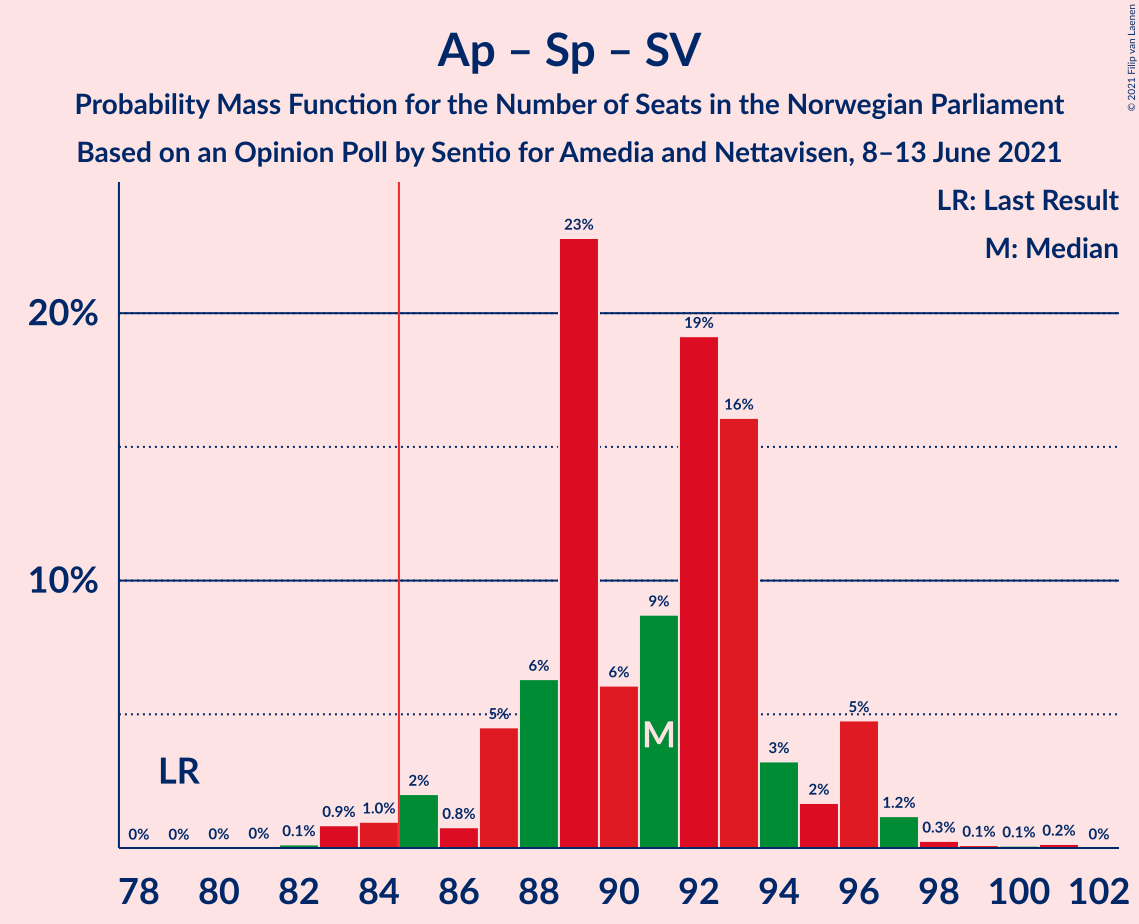 Ap – Sp – SV
Probability Mass Function for the Number of Seats in the Norwegian Parliament
Based on an Opinion Poll by Sentio for Amedia and Nettavisen, 8–13 June 2021
© 2021 Filip van Laenen
LR: Last Result
M: Median
20%
10%
0% 0% 0% 0% 0.1% 0.9% 1.0% 2% 0.8% 5% 6% 23% 6% 9% 19% 16% 3% 2% 5% 1.2% 0.3% 0.1% 0.1% 0.2% 0%
LR
M
78 80 82 84 86 88 90 92 94 96 98 100 102